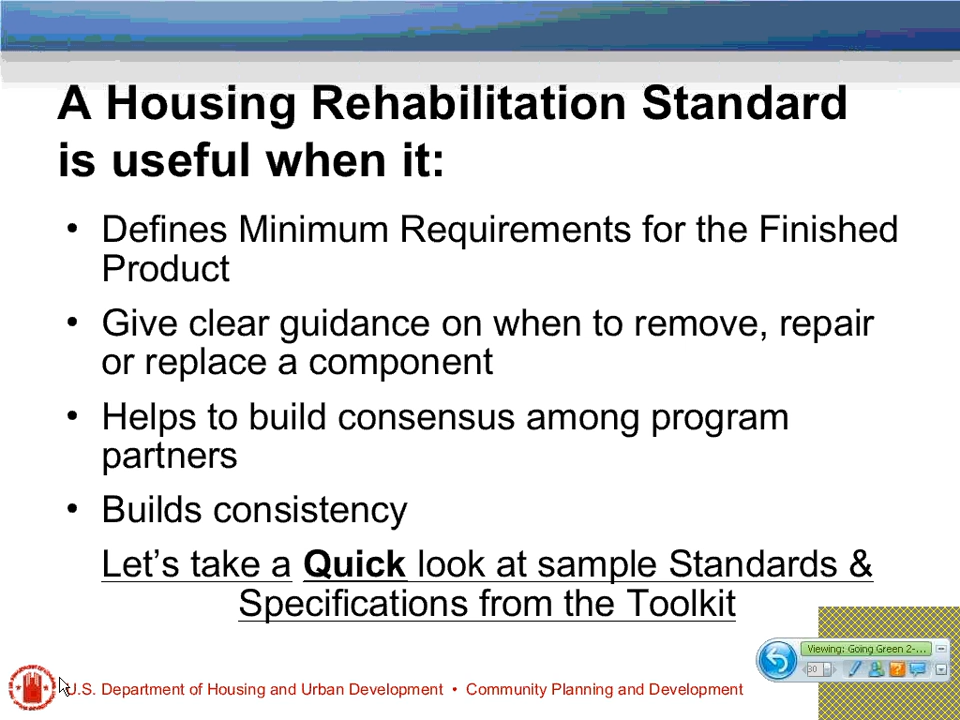 A Housing Rehabilitation Standard
is useful when it:
• Defines Minimum Requirements for the Finished
Product
• Give clear guidance on when to remove, repair
or replace a component
• Helps to build consensus among program
partners
• Builds consistency
Let’s take a Quick look at sample Standards &
Specifications from the Toolkit
Viewing: Going Green 2-...
30
U.S. Department of Housing and Urban Development • Community Planning and Development